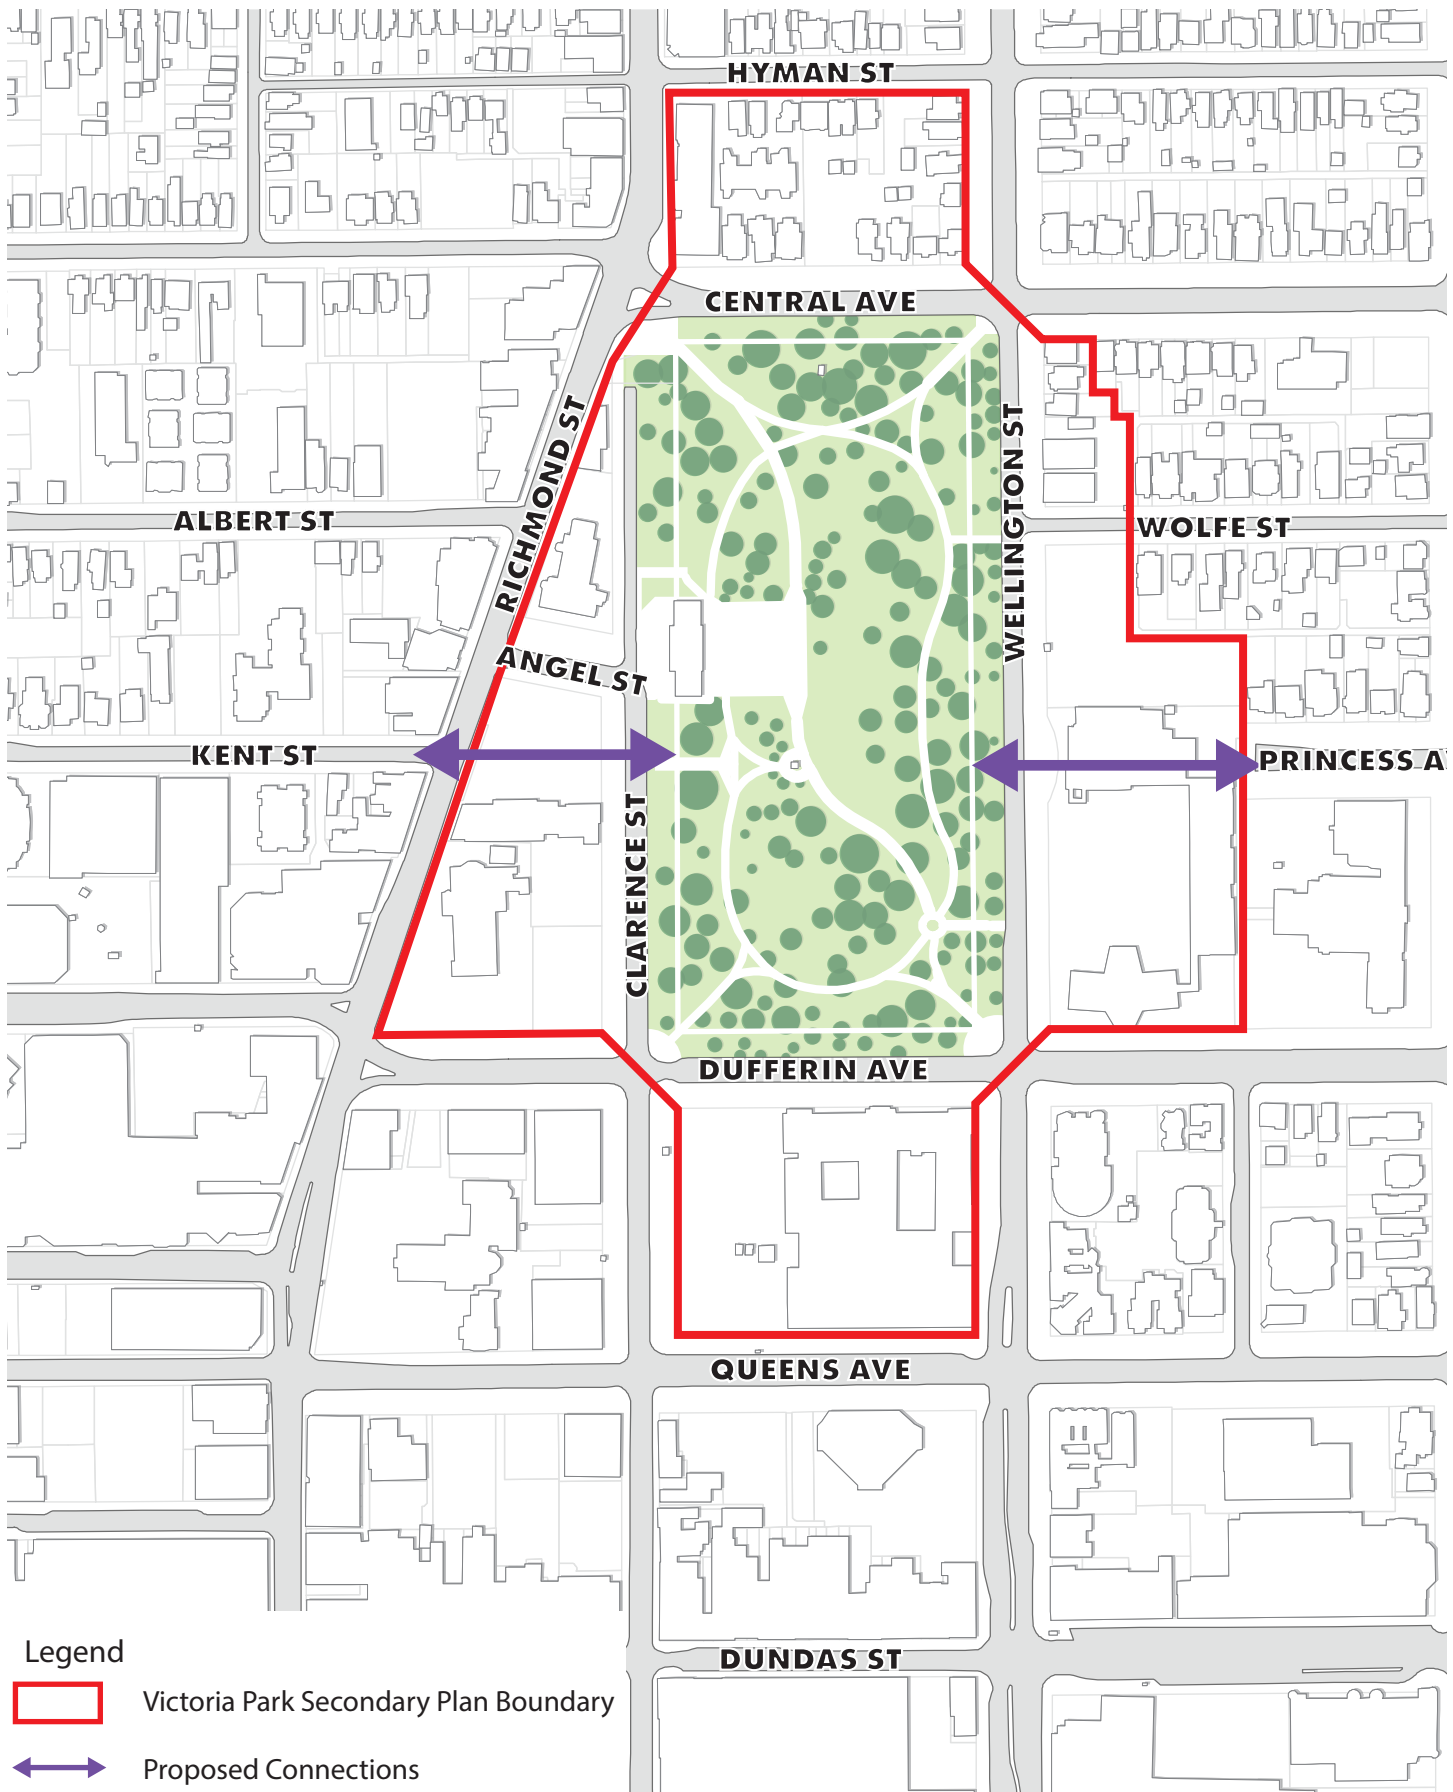 HYMAN ST
CENTRAL AVE
RICHMOND ST
WELLINGTON ST
ALBERT ST
WOLFE ST
ANGEL ST
KENT ST
PRINCESS AV
CLARENCE ST
DUFFERIN AVE
QUEENS AVE
DUNDAS ST
Legend
Victoria Park Secondary Plan Boundary
Proposed Connections